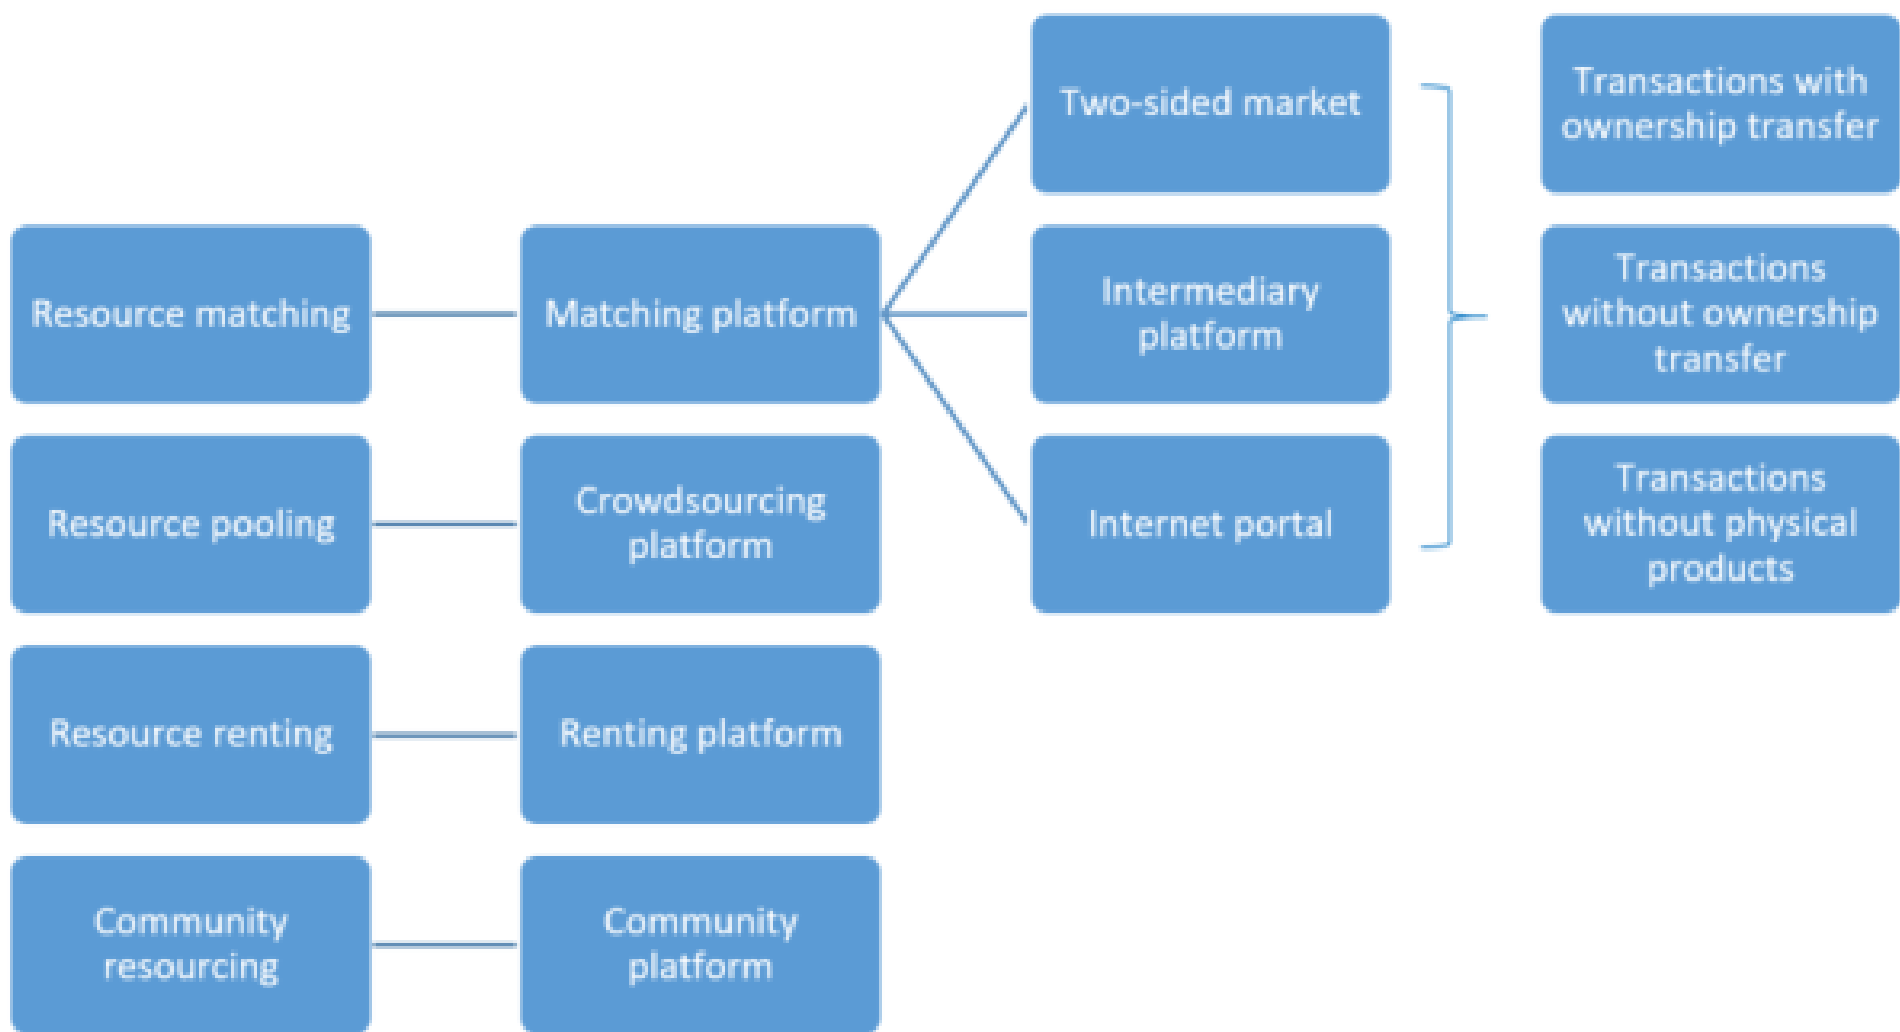 Resource matching
Matching platform
Two-sided market
Intermediary
platform
Internet portal
Transactions with
ownership transfer
Transactions
without ownership
transfer
Transactions
without physical
products
Resource pooling
Crowdsourcing
platform
Resource renting
Renting platform
Community
resourcing
Community
platform